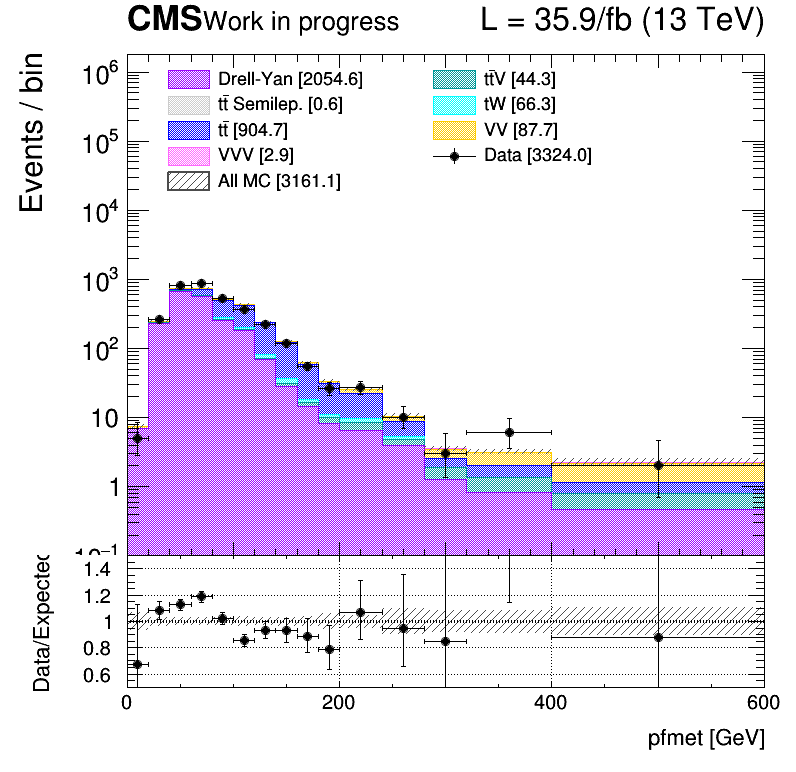 CMS Work in progress L = 35.9/fb (13 TeV)
Events / bin
Drell-Yan [2054.6] tt̄V [44.3]
tt̄ Semilep. [0.6] tW [66.3]
tt̄ [904.7] VV [87.7]
VVV [2.9] Data [3324.0]
All MC [3161.1]
10⁶
10⁵
10⁴
10³
10²
10
1
10⁻¹
Data/Expected
1.4
1.2
1
0.8
0.6
0 200 400 600
pfmet [GeV]